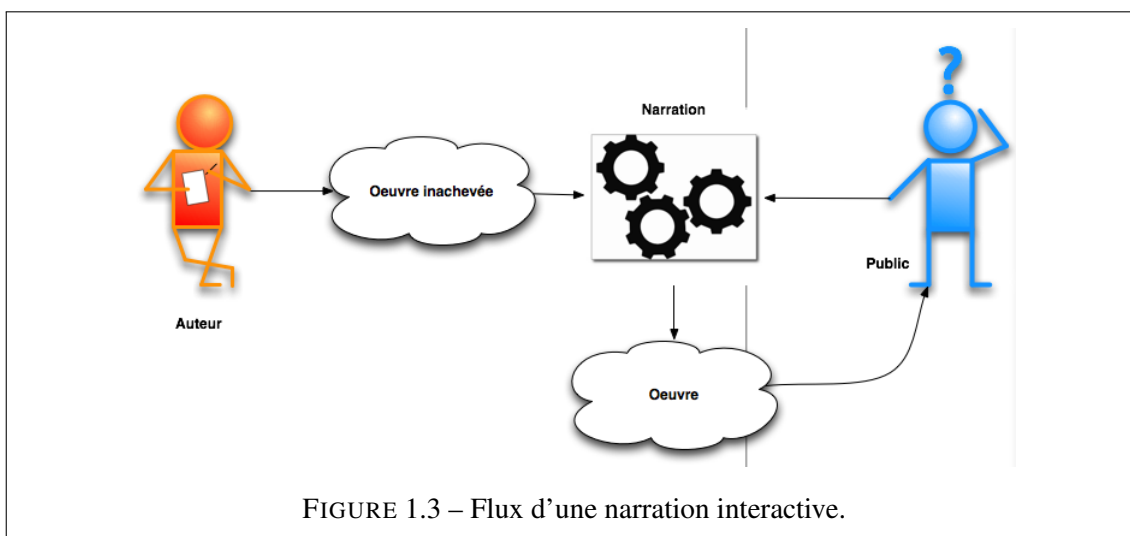 ?
Narration
Oeuvre inachevée
Public
Auteur
Oeuvre
FIGURE 1.3 – Flux d'une narration interactive.